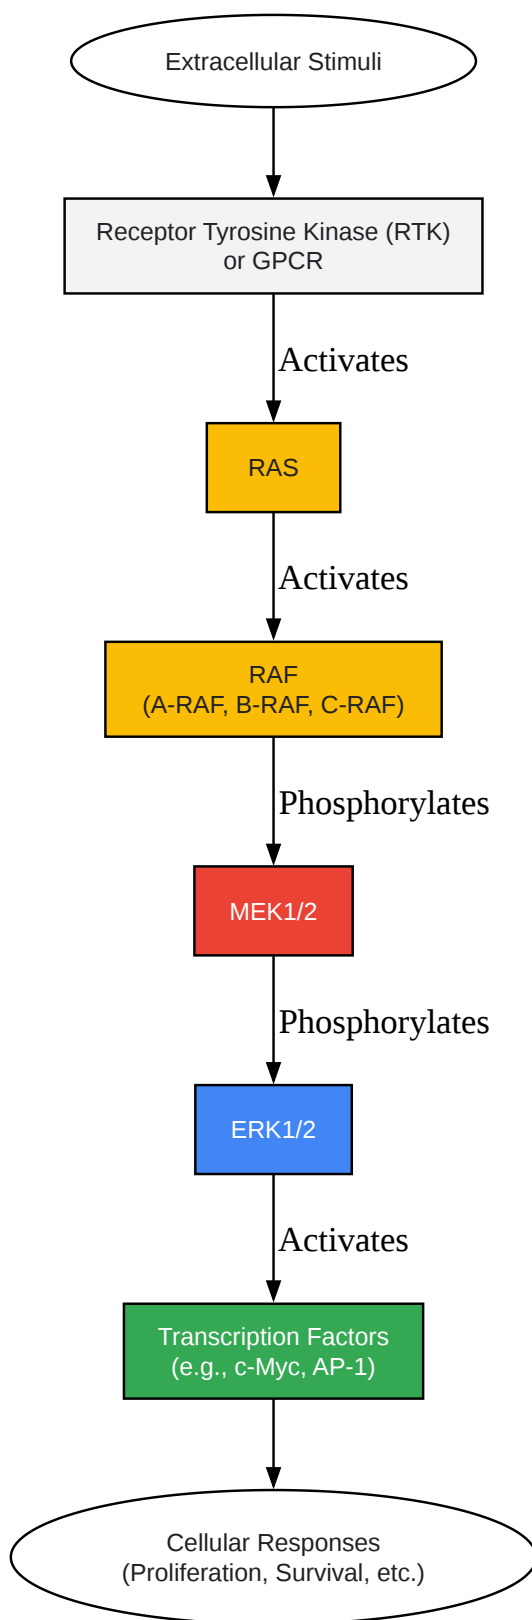 Extracellular Stimuli
Receptor Tyrosine Kinase (RTK)
or GPCR
Activates
RAS
Activates
RAF
(A-RAF, B-RAF, C-RAF)
Phosphorylates
MEK1/2
Phosphorylates
ERK1/2
Activates
Transcription Factors
(e.g., c-Myc, AP-1)
Cellular Responses
(Proliferation, Survival, etc.)